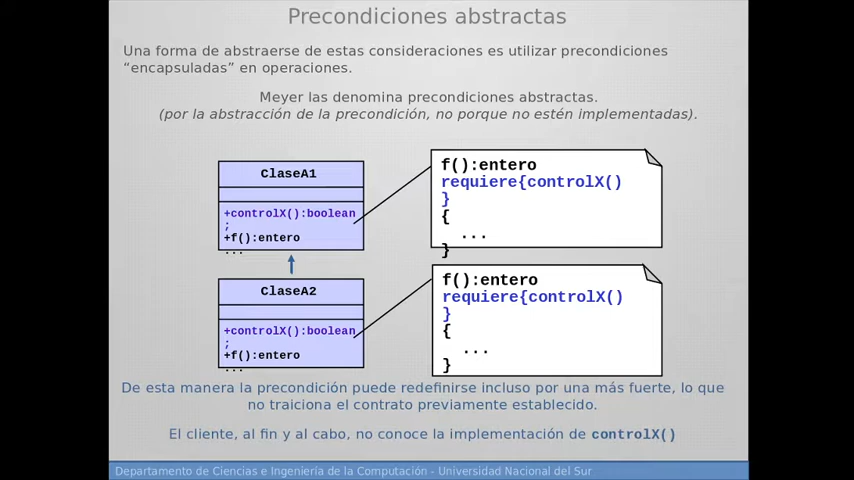 Precondiciones abstractas
Una forma de abstraerse de estas consideraciones es utilizar precondiciones
“encapsuladas” en operaciones.
Meyer las denomina precondiciones abstractas.
(por la abstracción de la precondición, no porque no estén implementadas).
ClaseA1
+controlX():boolean
;
+f():entero
...
f():entero
requiere{controlX()
}
{
...
}
ClaseA2
+controlX():boolean
;
+f():entero
...
f():entero
requiere{controlX()
}
{
...
}
De esta manera la precondición puede redefinirse incluso por una más fuerte, lo que
no traiciona el contrato previamente establecido.
El cliente, al fin y al cabo, no conoce la implementación de controlX()
Departamento de Ciencias e Ingeniería de la Computación - Universidad Nacional del Sur